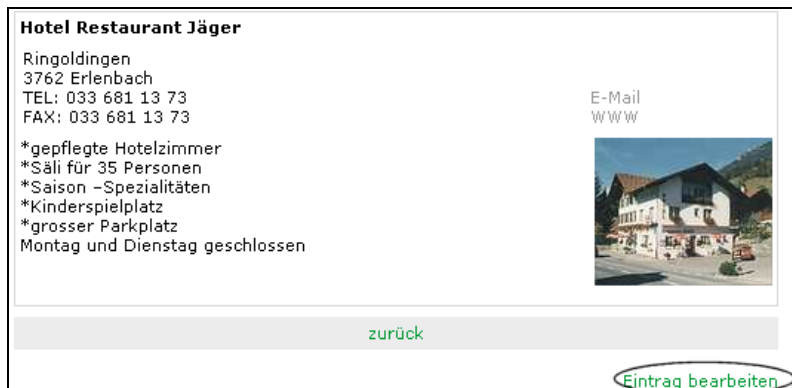 Hotel Restaurant Jäger
Ringoldingen
3762 Erlenbach
TEL: 033 681 13 73
FAX: 033 681 13 73
E-Mail
WWW
*gepflegte Hotelzimmer
*Säli für 35 Personen
*Saison –Spezialitäten
*Kinderspielplatz
*grosser Parkplatz
Montag und Dienstag geschlossen
zurück
Eintrag bearbeiten